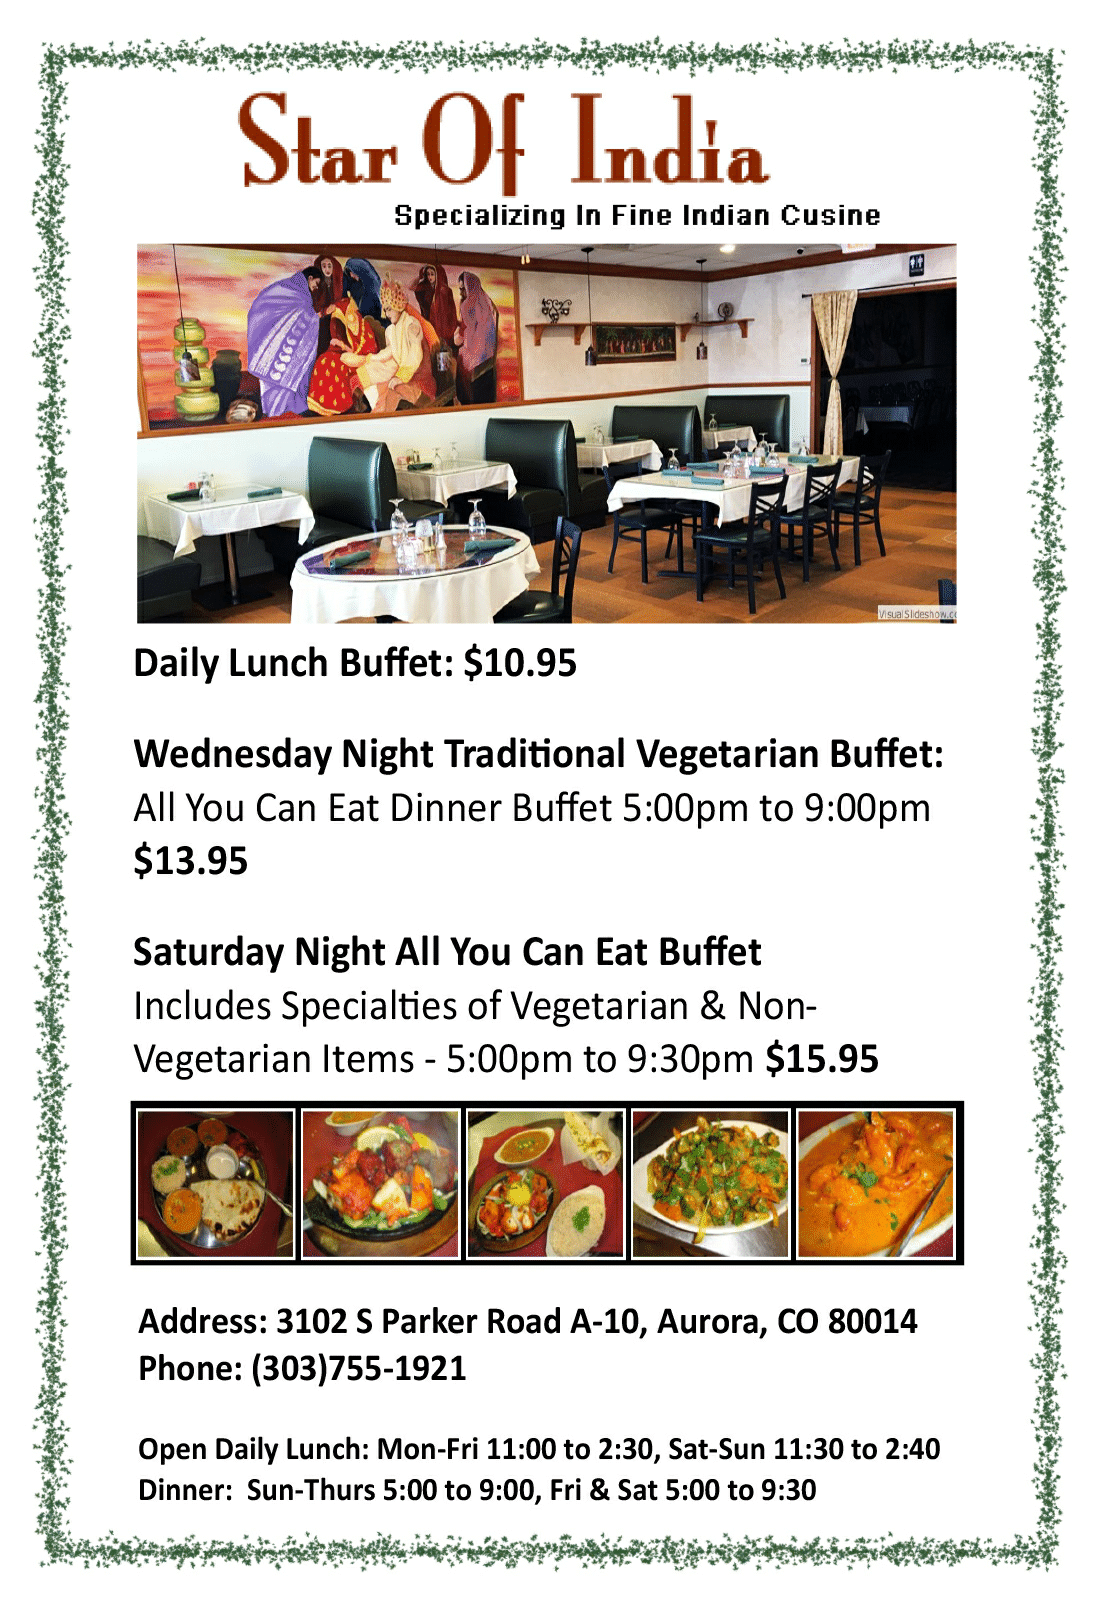 Star Of India
Specializing In Fine Indian Cusine
VisualSlideshow.co
Daily Lunch Buffet: $10.95
Wednesday Night Traditional Vegetarian Buffet:
All You Can Eat Dinner Buffet 5:00pm to 9:00pm
$13.95
Saturday Night All You Can Eat Buffet
Includes Specialties of Vegetarian & Non-
Vegetarian Items - 5:00pm to 9:30pm $15.95
Address: 3102 S Parker Road A-10, Aurora, CO 80014
Phone: (303)755-1921
Open Daily Lunch: Mon-Fri 11:00 to 2:30, Sat-Sun 11:30 to 2:40
Dinner:  Sun-Thurs 5:00 to 9:00, Fri & Sat 5:00 to 9:30